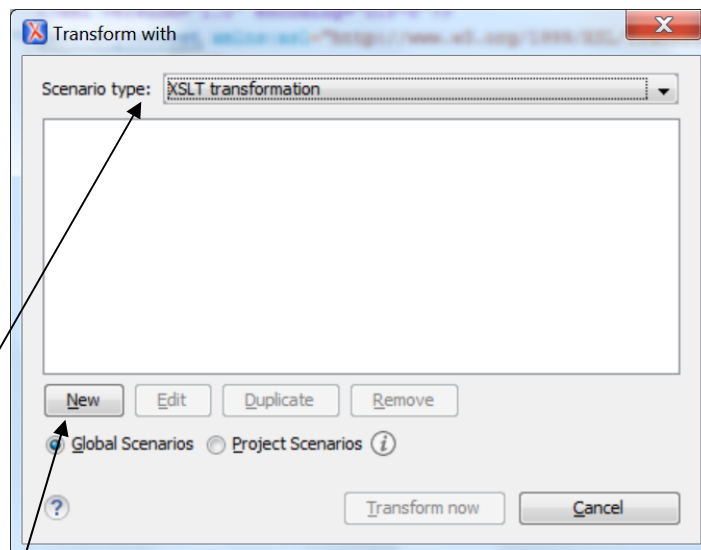 Transform with
Scenario type: XSLT transformation
New Edit Duplicate Remove
Global Scenarios Project Scenarios i
? Transform now Cancel